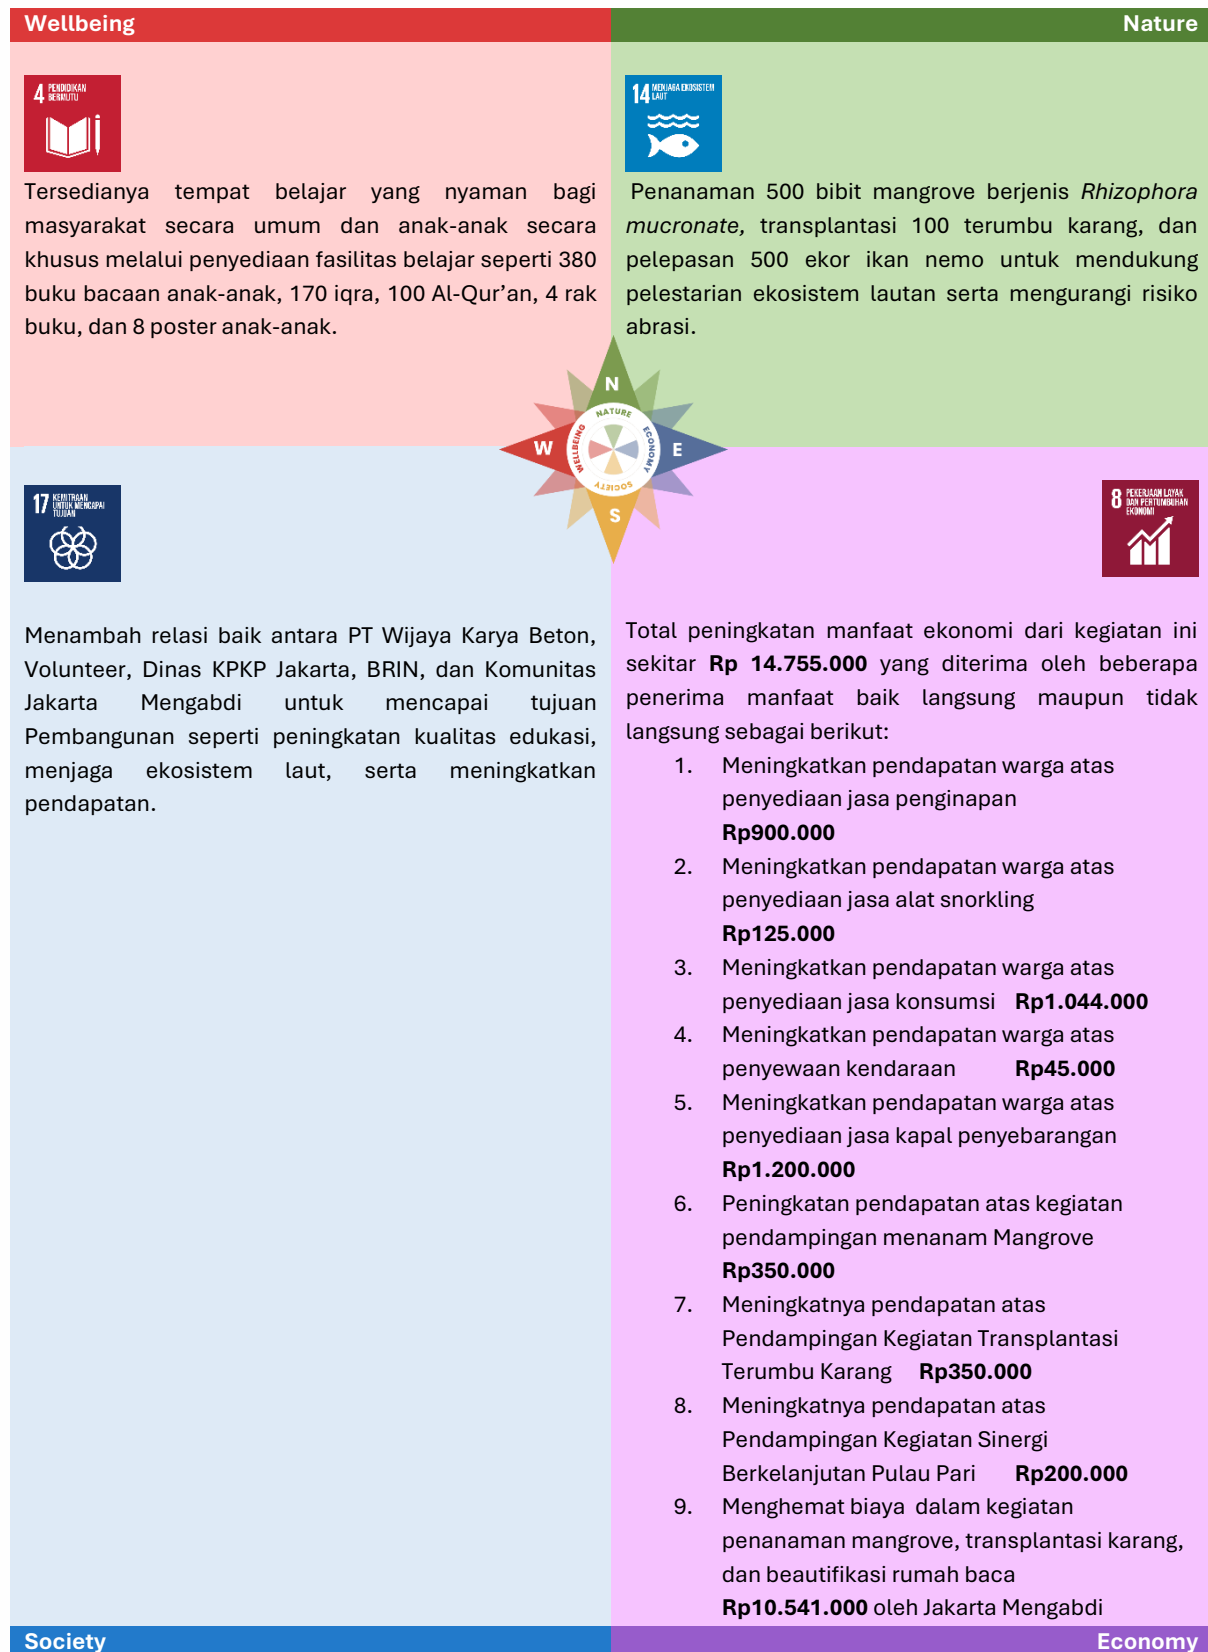 Wellbeing
Nature
4 PENDIDIKAN
BERMUTU
Tersedianya tempat belajar yang nyaman bagi
masyarakat secara umum dan anak-anak secara
khusus melalui penyediaan fasilitas belajar seperti 380
buku bacaan anak-anak, 170 iqra, 100 Al-Qur’an, 4 rak
buku, dan 8 poster anak-anak.
14 MENJAGA EKOSISTEM
LAUT
Penanaman 500 bibit mangrove berjenis Rhizophora
mucronate, transplantasi 100 terumbu karang, dan
pelepasan 500 ekor ikan nemo untuk mendukung
pelestarian ekosistem lautan serta mengurangi risiko
abrasi.
N
NATURE
W
WELLBEING
ECONOMY
E
SOCIETY
S
17 KEMITRAAN
UNTUK MENCAPAI
TUJUAN
Menambah relasi baik antara PT Wijaya Karya Beton,
Volunteer, Dinas KPKP Jakarta, BRIN, dan Komunitas
Jakarta Mengabdi untuk mencapai tujuan
Pembangunan seperti peningkatan kualitas edukasi,
menjaga ekosistem laut, serta meningkatkan
pendapatan.
8 PEKERJAAN LAYAK
DAN PERTUMBUHAN
EKONOMI
Total peningkatan manfaat ekonomi dari kegiatan ini
sekitar Rp 14.755.000 yang diterima oleh beberapa
penerima manfaat baik langsung maupun tidak
langsung sebagai berikut:
1. Meningkatkan pendapatan warga atas
penyediaan jasa penginapan
Rp900.000
2. Meningkatkan pendapatan warga atas
penyediaan jasa alat snorkling
Rp125.000
3. Meningkatkan pendapatan warga atas
penyediaan jasa konsumsi Rp1.044.000
4. Meningkatkan pendapatan warga atas
penyewaan kendaraan Rp45.000
5. Meningkatkan pendapatan warga atas
penyediaan jasa kapal penyebarangan
Rp1.200.000
6. Peningkatan pendapatan atas kegiatan
pendampingan menanam Mangrove
Rp350.000
7. Meningkatnya pendapatan atas
Pendampingan Kegiatan Transplantasi
Terumbu Karang Rp350.000
8. Meningkatnya pendapatan atas
Pendampingan Kegiatan Sinergi
Berkelanjutan Pulau Pari Rp200.000
9. Menghemat biaya dalam kegiatan
penanaman mangrove, transplantasi karang,
dan beautifikasi rumah baca
Rp10.541.000 oleh Jakarta Mengabdi
Society
Economy